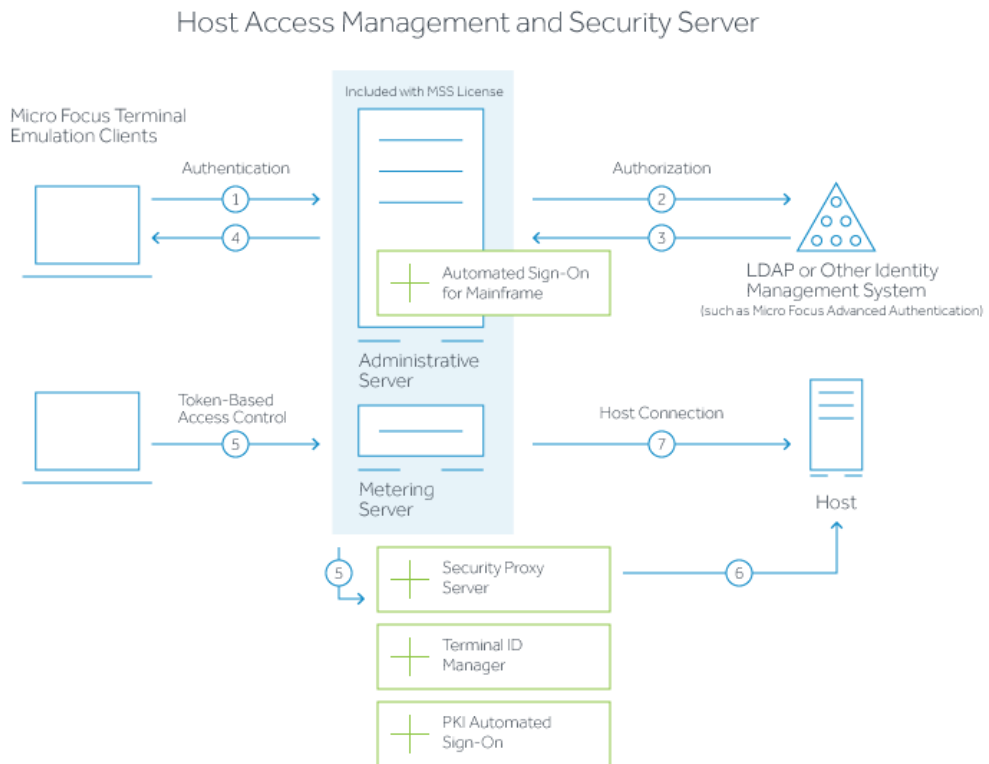 Host Access Management and Security Server
Included with MSS License
Micro Focus Terminal
Emulation Clients
Authentication
1
4
Authorization
2
3
Automated Sign-On
for Mainframe
LDAP or Other Identity
Management System
(such as Micro Focus Advanced Authentication)
Administrative
Server
Token-Based
Access Control
5
Host Connection
7
Metering
Server
Host
5
Security Proxy
Server
6
Terminal ID
Manager
PKI Automated
Sign-On